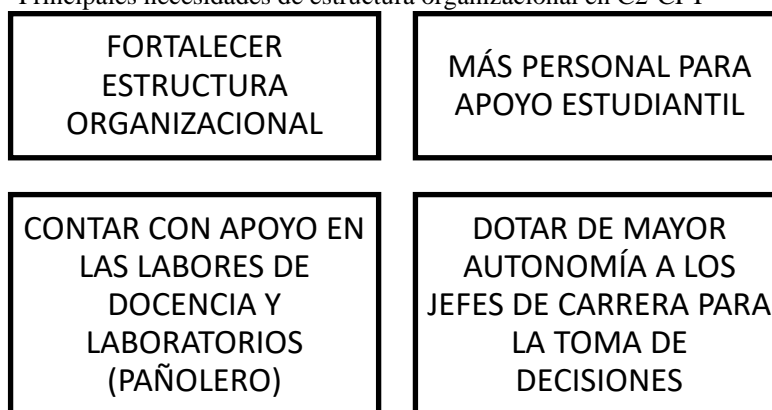 Principales necesidades de estructura organizacional en C2-CFT
FORTALECER
ESTRUCTURA
ORGANIZACIONAL
MÁS PERSONAL PARA
APOYO ESTUDIANTIL
CONTAR CON APOYO EN
LAS LABORES DE
DOCENCIA Y
LABORATORIOS
(PAÑOLERO)
DOTAR DE MAYOR
AUTONOMÍA A LOS
JEFES DE CARRERA PARA
LA TOMA DE
DECISIONES